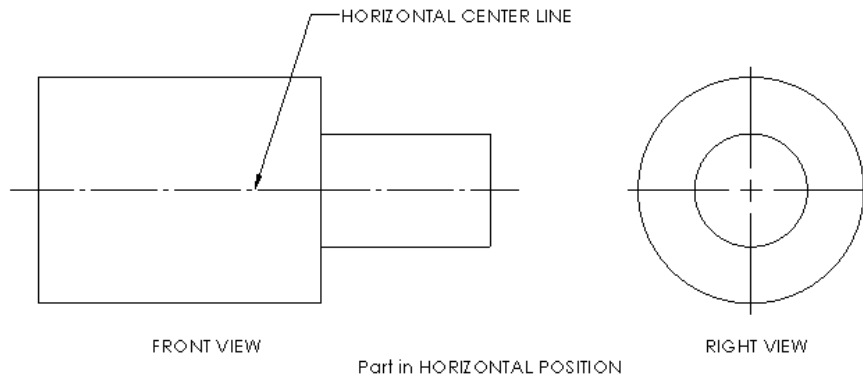 HORIZONTAL CENTER LINE
FRONT VIEW
RIGHT VIEW
Part in HORIZONTAL POSITION